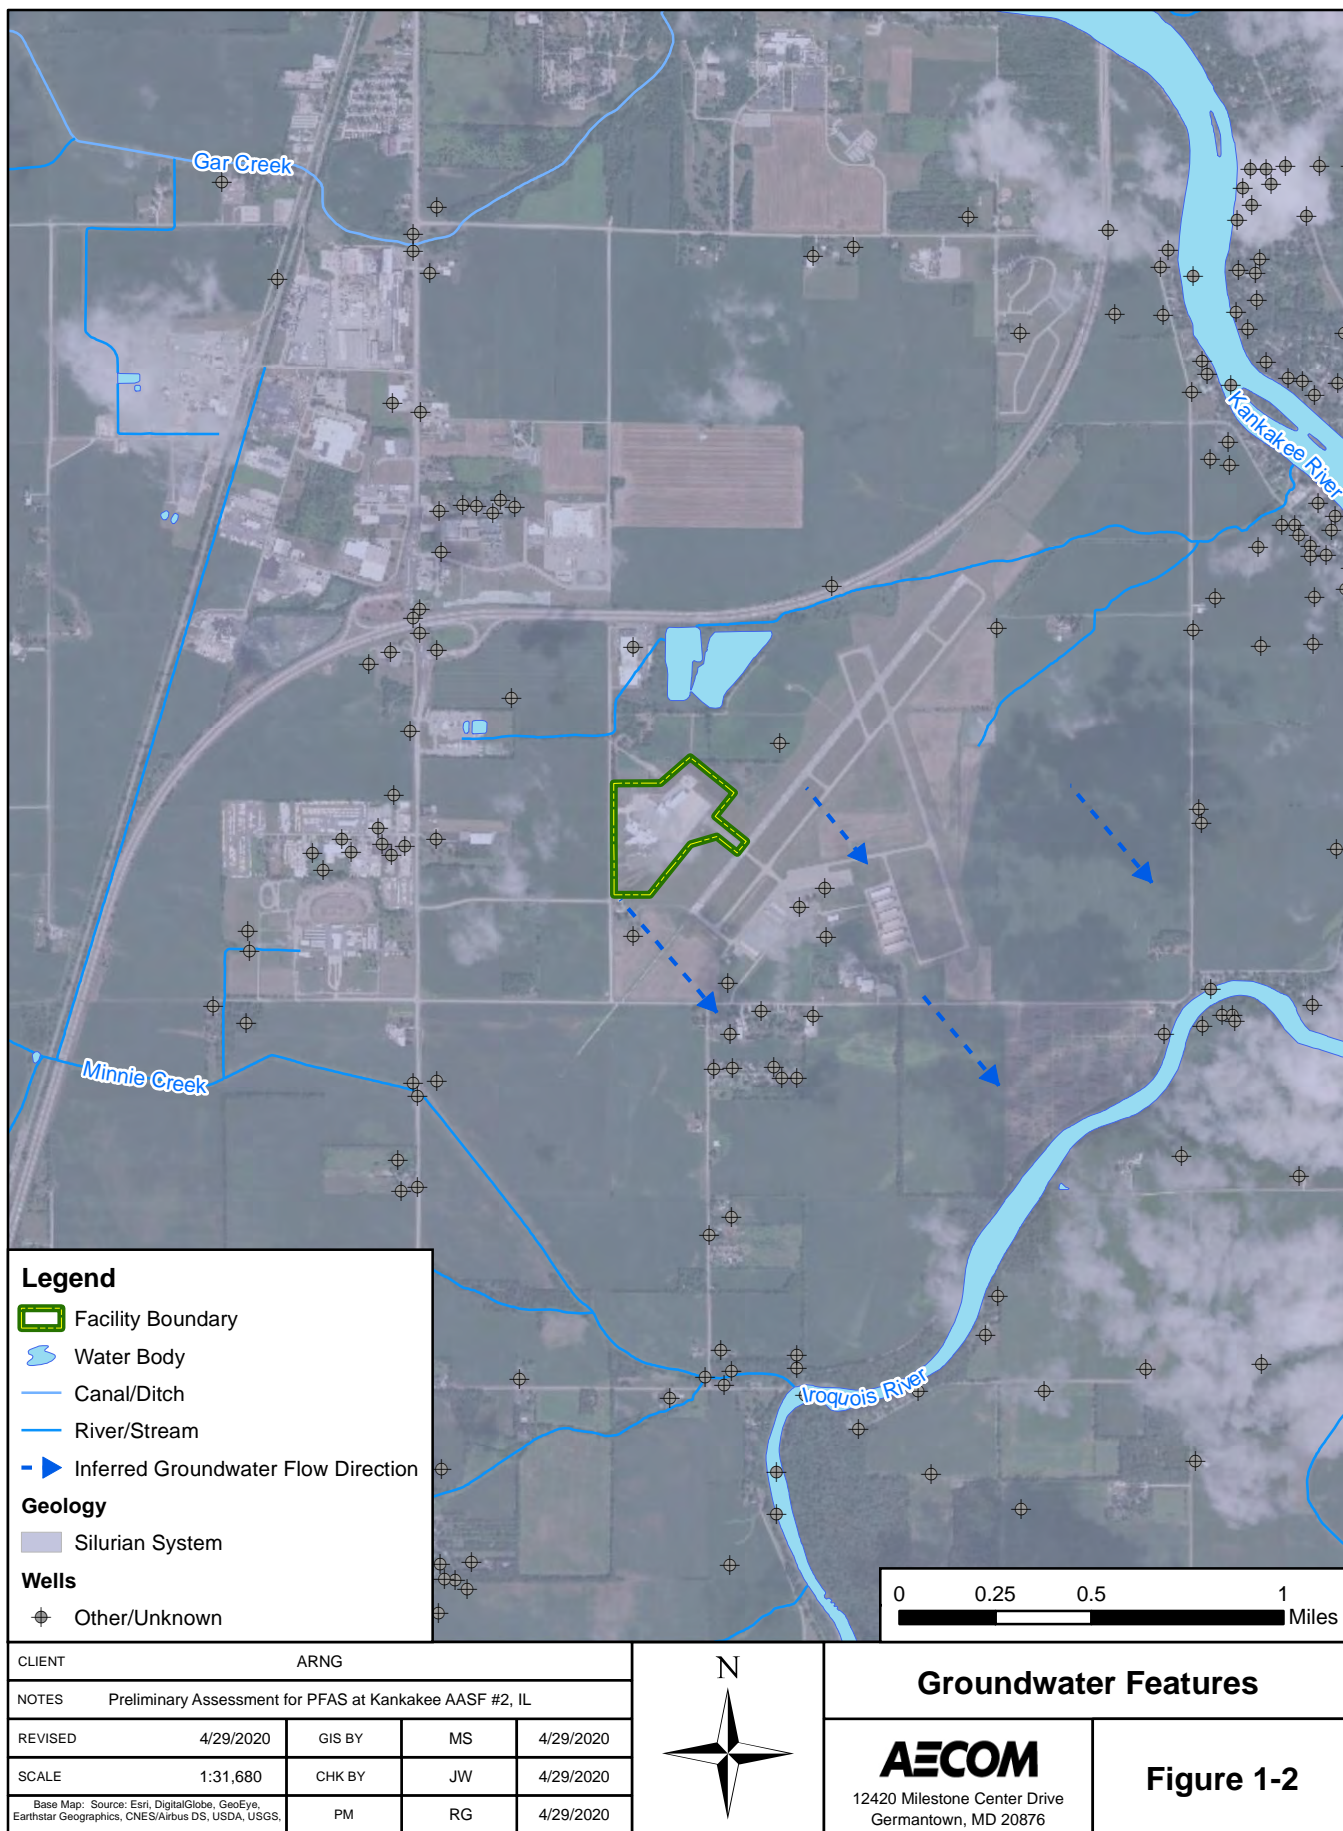 Gar Creek
Kankakee River
Minnie Creek
Iroquois River
Legend
Facility Boundary
Water Body
Canal/Ditch
River/Stream
Inferred Groundwater Flow Direction
Geology
Silurian System
Wells
Other/Unknown
0 0.25 0.5 1
Miles
CLIENT ARNG
NOTES Preliminary Assessment for PFAS at Kankakee AASF #2, IL
REVISED 4/29/2020 GIS BY MS 4/29/2020
SCALE 1:31,680 CHK BY JW 4/29/2020
Base Map: Source: Esri, DigitalGlobe, GeoEye,
Earthstar Geographics, CNES/Airbus DS, USDA, USGS,
PM RG 4/29/2020
N
Groundwater Features
AECOM
12420 Milestone Center Drive
Germantown, MD 20876
Figure 1-2